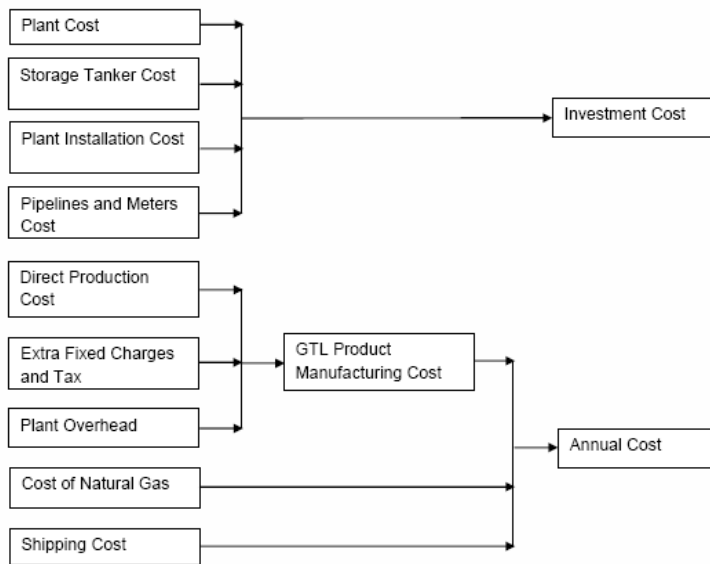 Plant Cost
Storage Tanker Cost
Investment Cost
Plant Installation Cost
Pipelines and Meters
Cost
Direct Production
Cost
Extra Fixed Charges
and Tax
GTL Product
Manufacturing Cost
Plant Overhead
Annual Cost
Cost of Natural Gas
Shipping Cost